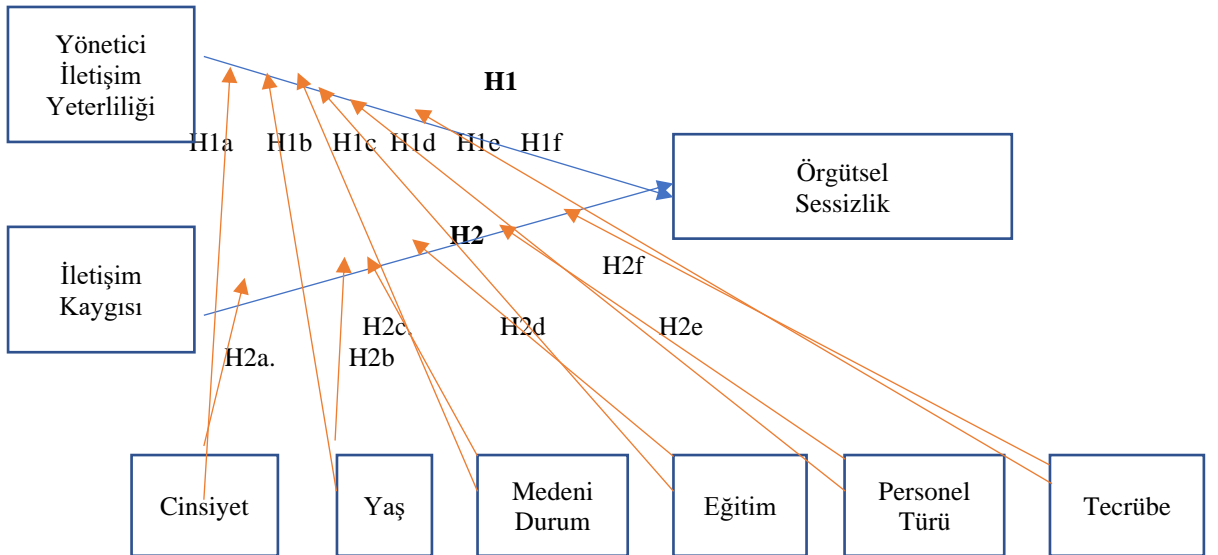 Yönetici
İletişim
Yeterliliği
H1
H1a H1b H1c H1d H1e H1f
Örgütsel
Sessizlik
İletişim
Kaygısı
H2
H2f
H2a.
H2c.
H2b
H2d
H2e
Cinsiyet
Yaş
Medeni
Durum
Eğitim
Personel
Türü
Tecrübe